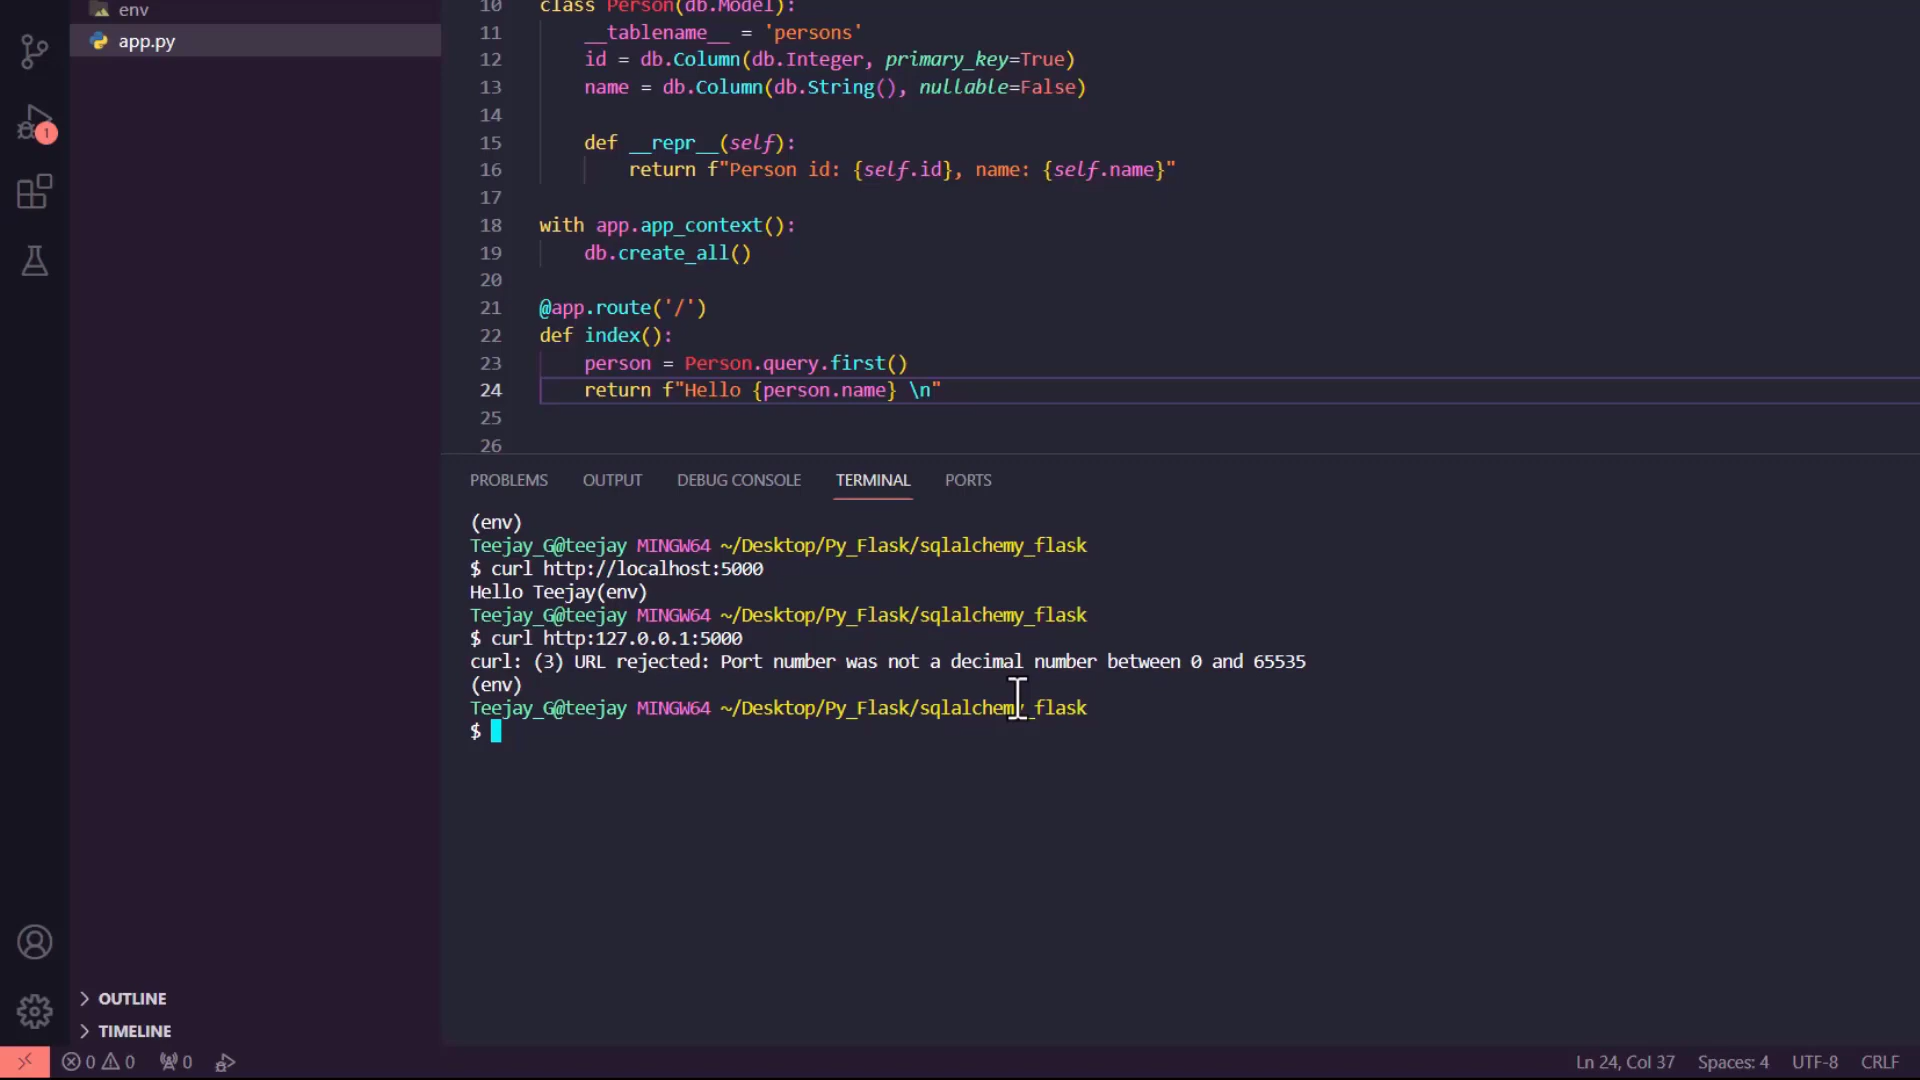 env
app.py
10 class Person(db.Model):
11 __tablename__ = 'persons'
12 id = db.Column(db.Integer, primary_key=True)
13 name = db.Column(db.String(), nullable=False)
14
15 def __repr__(self):
16 return f"Person id: {self.id}, name: {self.name}"
17
18 with app.app_context():
19 db.create_all()
20
21 @app.route('/')
22 def index():
23 person = Person.query.first()
24 return f"Hello {person.name} \n"
25
26
PROBLEMS OUTPUT DEBUG CONSOLE TERMINAL PORTS
(env)
Teejay_G@teejay MINGW64 ~/Desktop/Py_Flask/sqlalchemy_flask
$ curl http://localhost:5000
Hello Teejay(env)
Teejay_G@teejay MINGW64 ~/Desktop/Py_Flask/sqlalchemy_flask
$ curl http:127.0.0.1:5000
curl: (3) URL rejected: Port number was not a decimal number between 0 and 65535
(env)
Teejay_G@teejay MINGW64 ~/Desktop/Py_Flask/sqlalchemy_flask
$
1
OUTLINE
TIMELINE
0 0 0 Ln 24, Col 37 Spaces: 4 UTF-8 CRLF